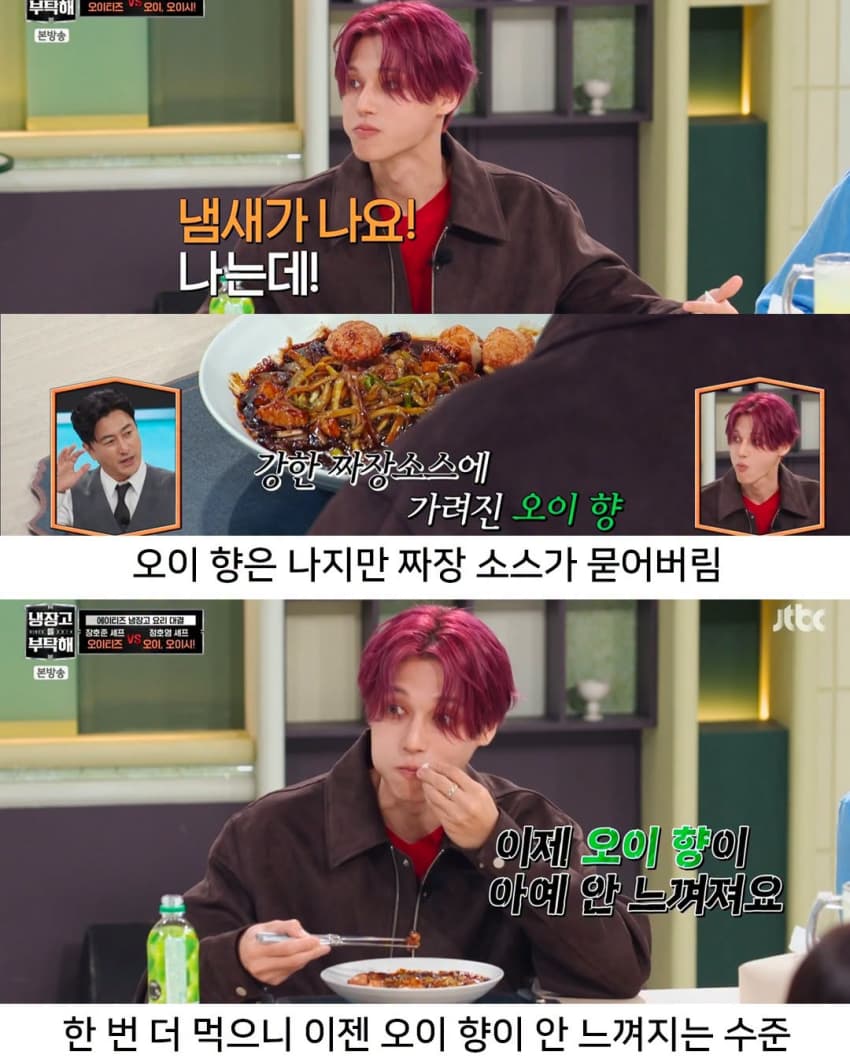 부탁해
오이티즈 VS 오이, 오이시!
본방송
냄새가 나요!
나는데!
강한 짜장소스에
가려진 오이 향
오이 향은 나지만 짜장 소스가 묻어버림
냉장고
SINCE 2014
부탁해
에이티즈 냉장고 요리 대결
장호준 셰프 VS 정호영 셰프
오이티즈 오이, 오이시!
본방송
jtbc
이제 오이 향이
아예 안 느껴져요
한 번 더 먹으니 이젠 오이 향이 안 느껴지는 수준